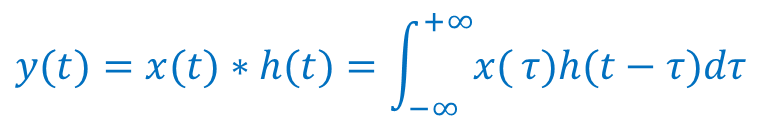 y(t) = x(t) * h(t) = ∫_{-∞}^{+∞} x( τ)h(t − τ)dτ